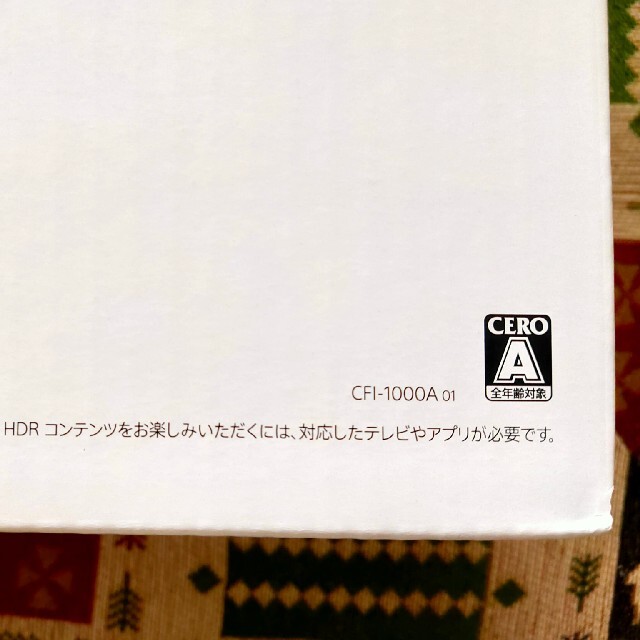 CERO
A
全年齢対象
CFI-1000A 01
HDR コンテンツをお楽しみいただくには、対応したテレビやアプリが必要です。